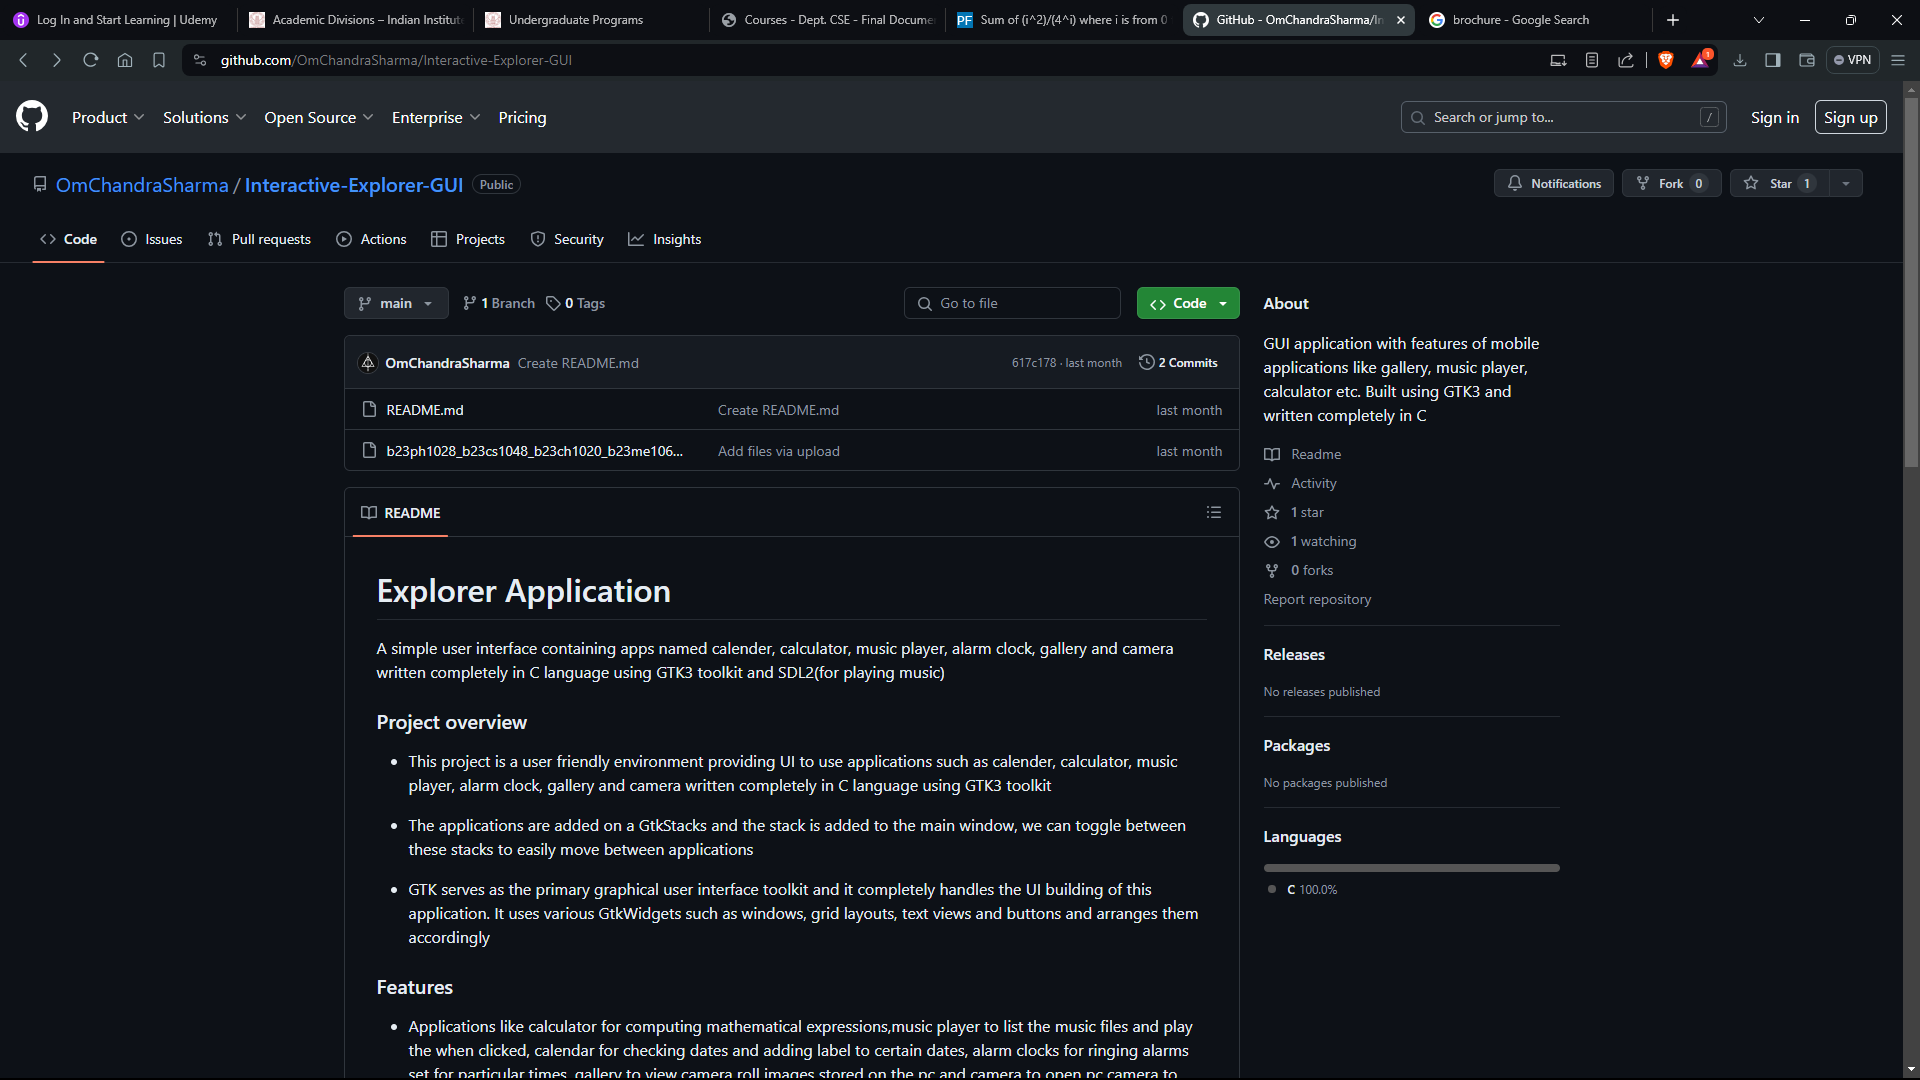 Log In and Start Learning | Udemy
Academic Divisions – Indian Institut
Undergraduate Programs
Courses - Dept. CSE - Final Docume
PF
Sum of (i^2)/(4^i) where i is from 0
GitHub - OmChandraSharma/In
brochure - Google Search
github.com/OmChandraSharma/Interactive-Explorer-GUI
1
VPN
Product
Solutions
Open Source
Enterprise
Pricing
Search or jump to...
/
Sign in
Sign up
OmChandraSharma / Interactive-Explorer-GUI
Public
Notifications
Fork 0
Star 1
Code
Issues
Pull requests
Actions
Projects
Security
Insights
main
1 Branch
0 Tags
Go to file
Code
OmChandraSharma Create README.md
617c178 · last month
2 Commits
README.md
Create README.md
last month
b23ph1028_b23cs1048_b23ch1020_b23me106...
Add files via upload
last month
README
Explorer Application
A simple user interface containing apps named calender, calculator, music player, alarm clock, gallery and camera
written completely in C language using GTK3 toolkit and SDL2(for playing music)
Project overview
• This project is a user friendly environment providing UI to use applications such as calender, calculator, music
player, alarm clock, gallery and camera written completely in C language using GTK3 toolkit
• The applications are added on a GtkStacks and the stack is added to the main window, we can toggle between
these stacks to easily move between applications
• GTK serves as the primary graphical user interface toolkit and it completely handles the UI building of this
application. It uses various GtkWidgets such as windows, grid layouts, text views and buttons and arranges them
accordingly
Features
• Applications like calculator for computing mathematical expressions,music player to list the music files and play
the when clicked, calendar for checking dates and adding label to certain dates, alarm clocks for ringing alarms
set for particular times, gallery to view camera roll images stored on the pc and camera to open pc camera to
About
GUI application with features of mobile
applications like gallery, music player,
calculator etc. Built using GTK3 and
written completely in C
Readme
Activity
1 star
1 watching
0 forks
Report repository
Releases
No releases published
Packages
No packages published
Languages
C 100.0%